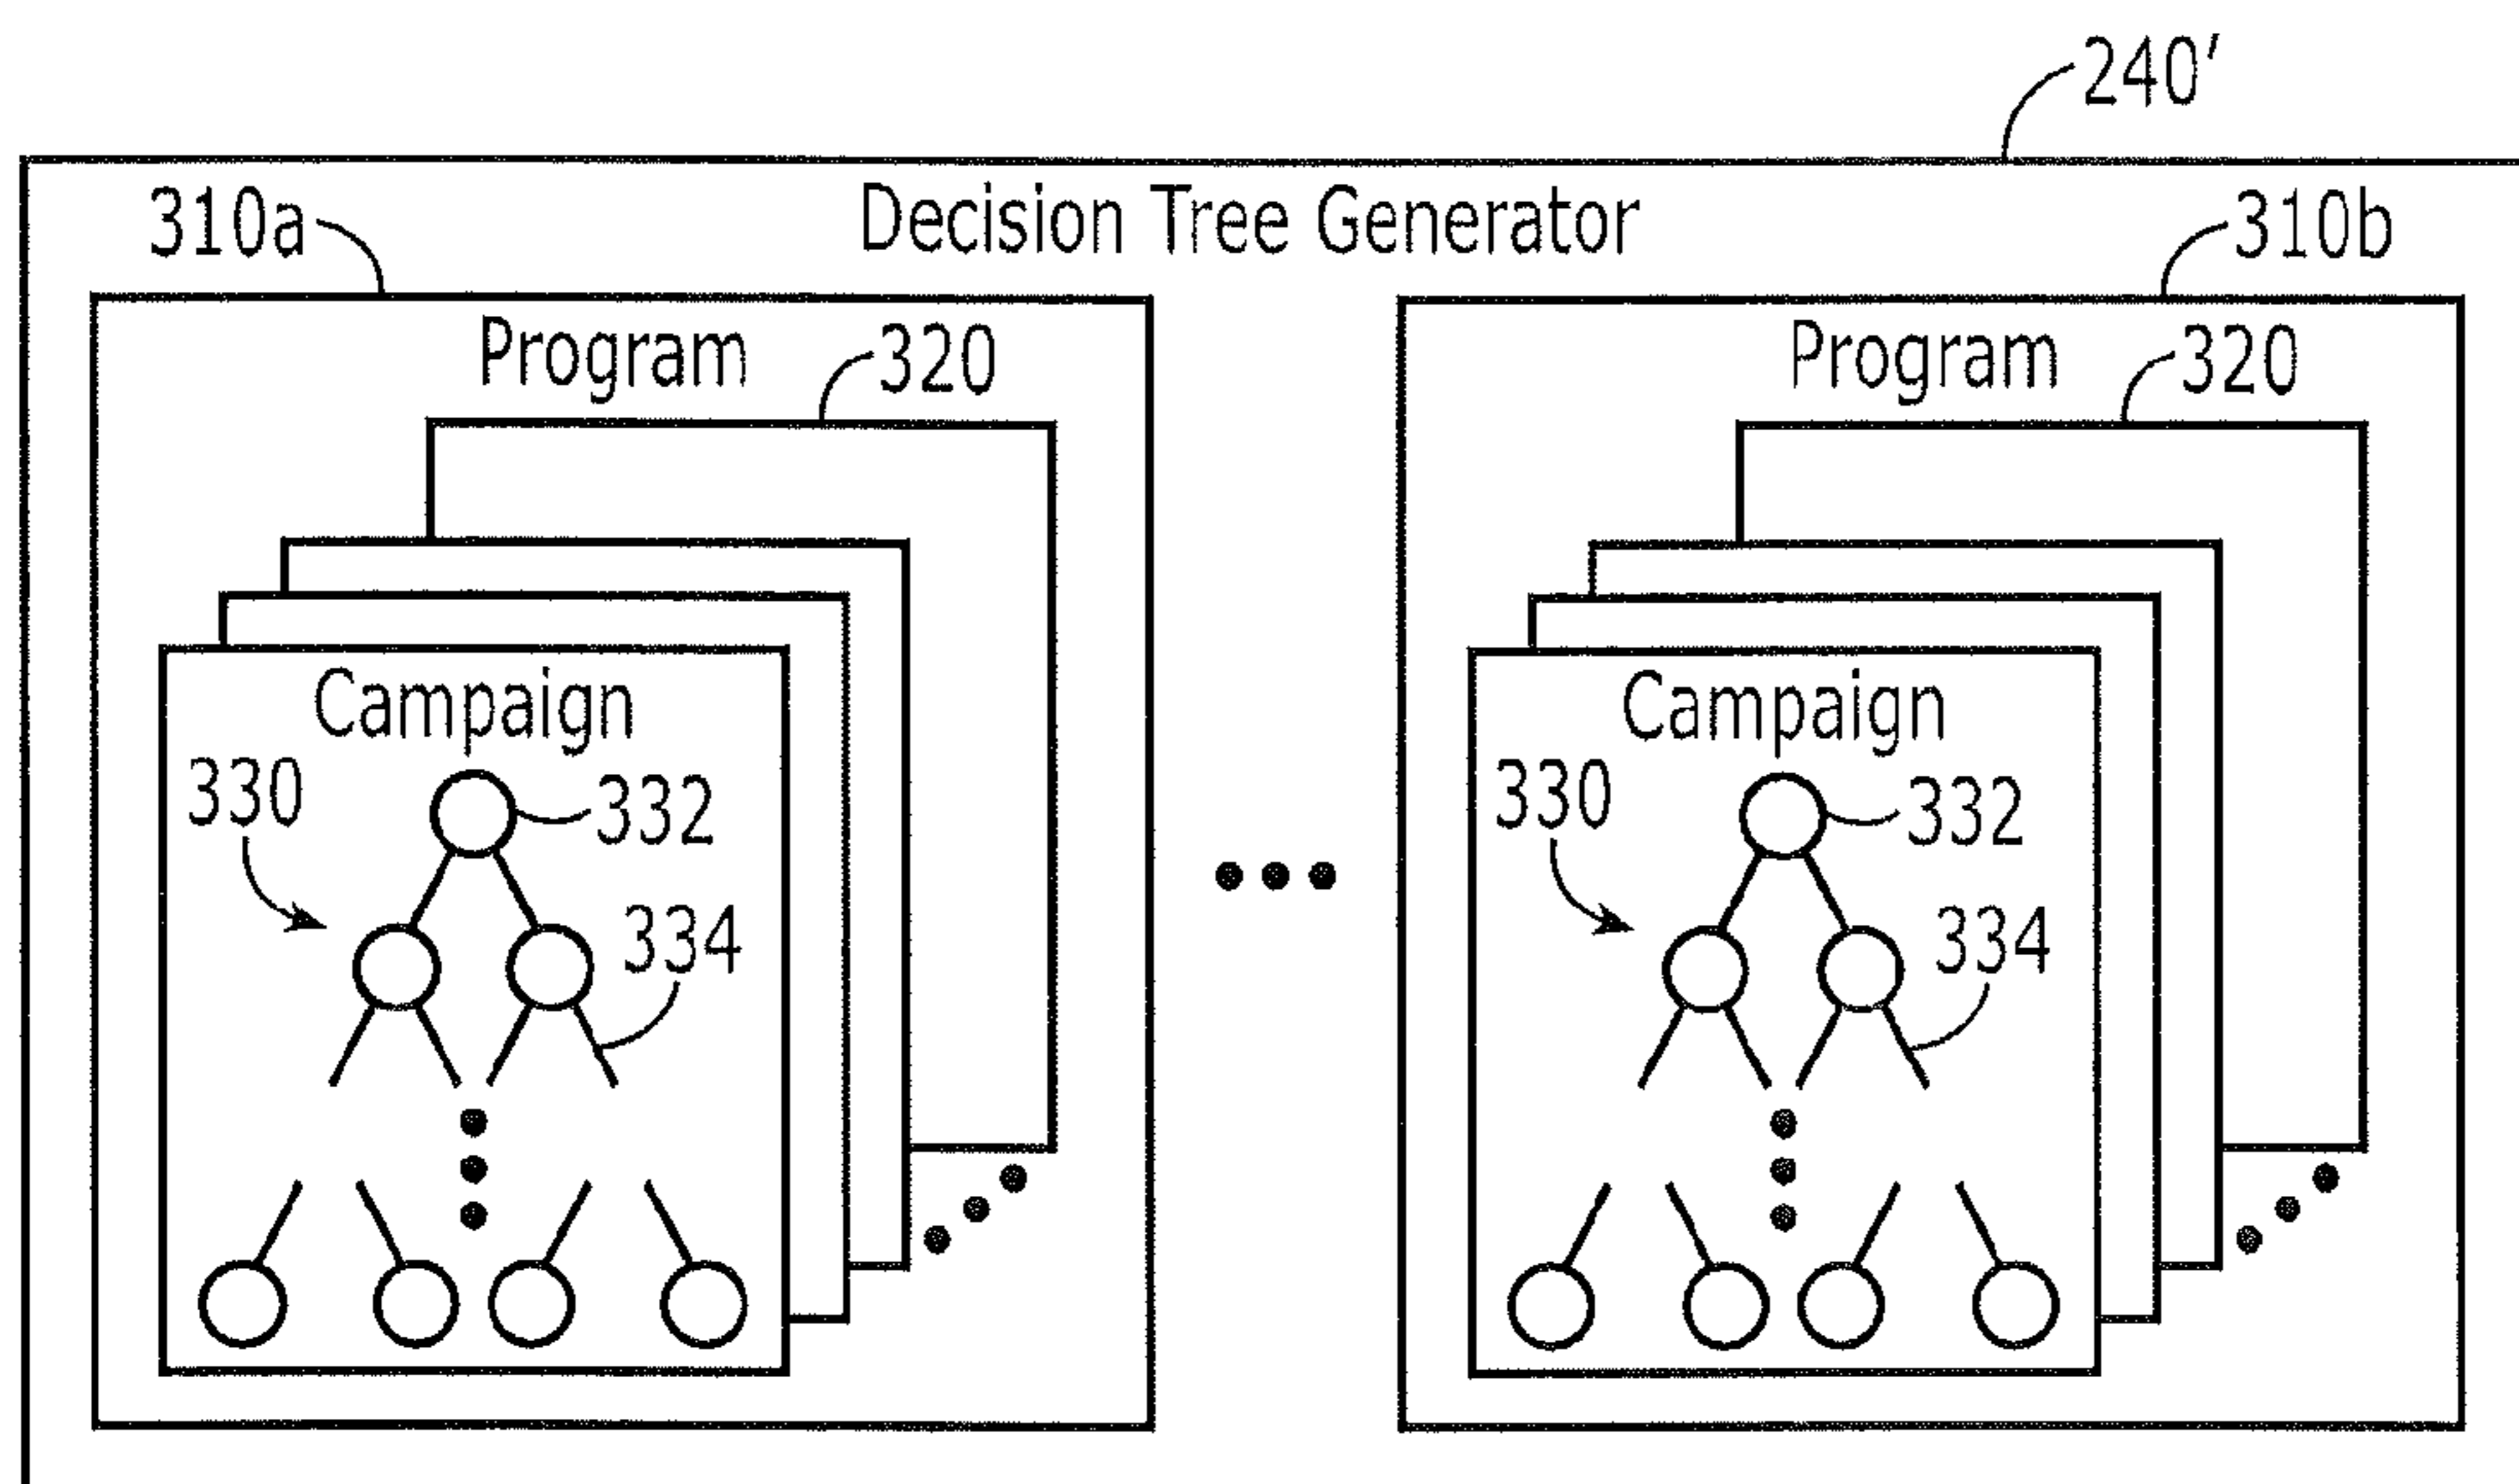 240′
Decision Tree Generator
310a
310b
Program
320
Program
320
Campaign
330
332
334
Campaign
330
332
334